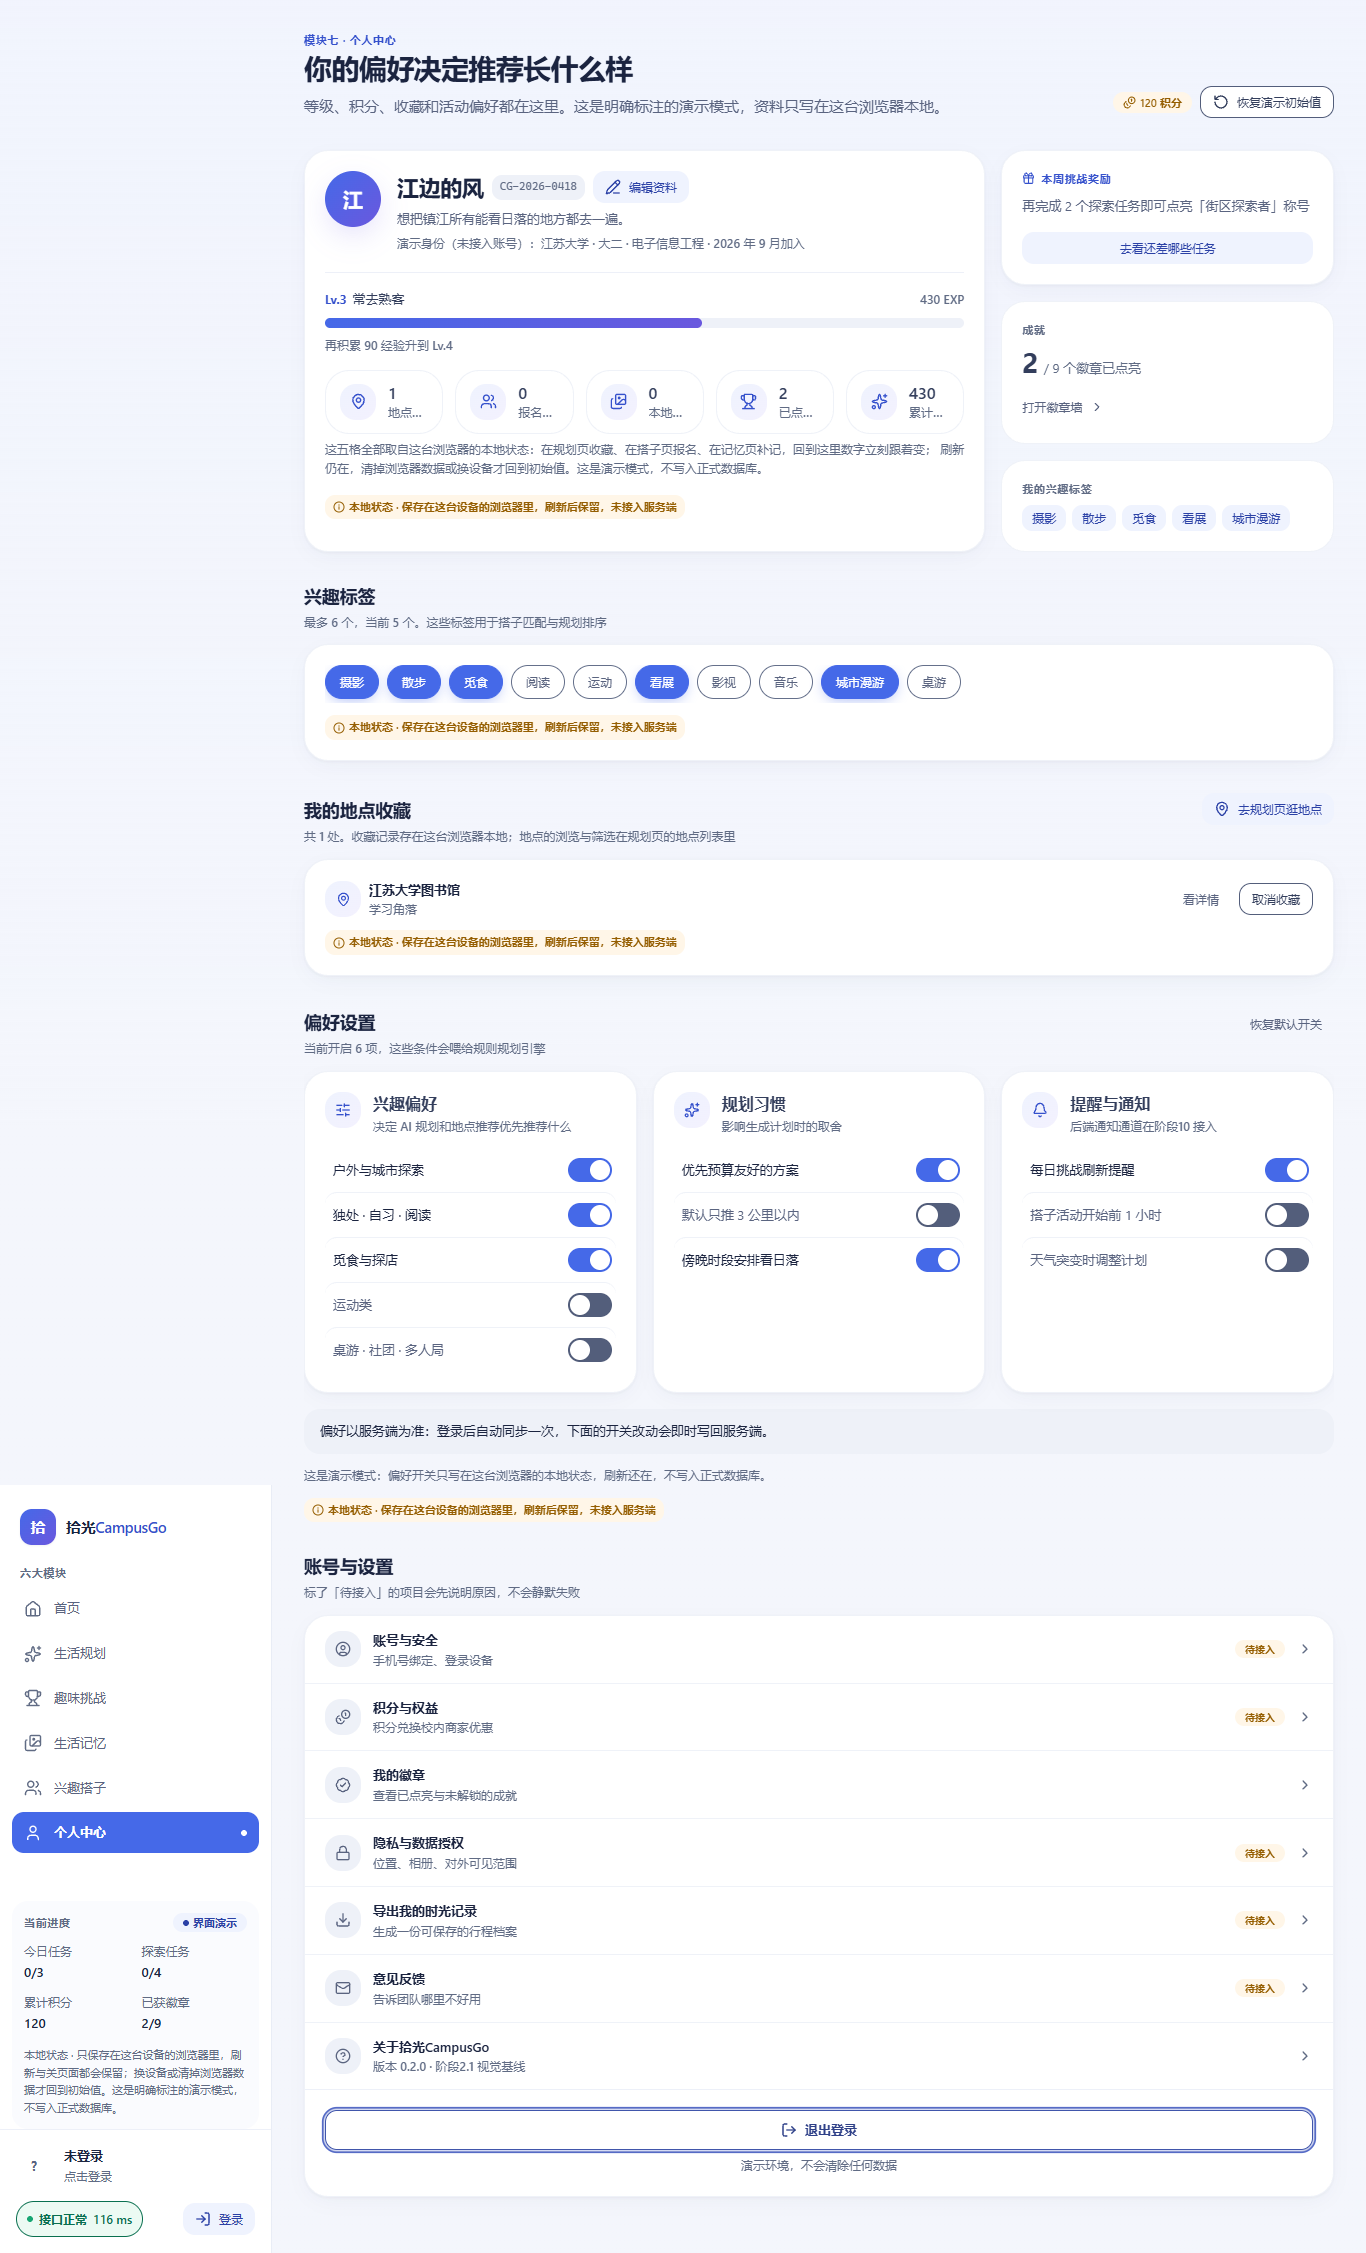 模块七 · 个人中心
你的偏好决定推荐长什么样
等级、积分、收藏和活动偏好都在这里。这是明确标注的演示模式，资料只写在这台浏览器本地。
120 积分
恢复演示初始值
江
江边的风
CG-2026-0418
编辑资料
想把镇江所有能看日落的地方都去一遍。
演示身份（未接入账号）：江苏大学 · 大二 · 电子信息工程 · 2026 年 9 月加入
Lv.3 常去熟客
430 EXP
再积累 90 经验升到 Lv.4
1
地点...
0
报名...
0
本地...
2
已点...
430
累计...
这五格全部取自这台浏览器的本地状态：在规划页收藏、在搭子页报名、在记忆页补记，回到这里数字立刻跟着变； 刷新
仍在，清掉浏览器数据或换设备才回到初始值。这是演示模式，不写入正式数据库。
本地状态 · 保存在这台设备的浏览器里，刷新后保留，未接入服务端
本周挑战奖励
再完成 2 个探索任务即可点亮「街区探索者」称号
去看还差哪些任务
成就
2 / 9 个徽章已点亮
打开徽章墙
我的兴趣标签
摄影
散步
觅食
看展
城市漫游
兴趣标签
最多 6 个，当前 5 个。这些标签用于搭子匹配与规划排序
摄影
散步
觅食
阅读
运动
看展
影视
音乐
城市漫游
桌游
本地状态 · 保存在这台设备的浏览器里，刷新后保留，未接入服务端
我的地点收藏
共 1 处。收藏记录存在这台浏览器本地；地点的浏览与筛选在规划页的地点列表里
去规划页逛地点
江苏大学图书馆
学习角落
看详情
取消收藏
本地状态 · 保存在这台设备的浏览器里，刷新后保留，未接入服务端
偏好设置
当前开启 6 项，这些条件会喂给规则规划引擎
恢复默认开关
兴趣偏好
决定 AI 规划和地点推荐优先推荐什么
户外与城市探索
独处 · 自习 · 阅读
觅食与探店
运动类
桌游 · 社团 · 多人局
规划习惯
影响生成计划时的取舍
优先预算友好的方案
默认只推 3 公里以内
傍晚时段安排看日落
提醒与通知
后端通知通道在阶段10 接入
每日挑战刷新提醒
搭子活动开始前 1 小时
天气突变时调整计划
偏好以服务端为准：登录后自动同步一次，下面的开关改动会即时写回服务端。
这是演示模式：偏好开关只写在这台浏览器的本地状态，刷新还在，不写入正式数据库。
本地状态 · 保存在这台设备的浏览器里，刷新后保留，未接入服务端
账号与设置
标了「待接入」的项目会先说明原因，不会静默失败
账号与安全
手机号绑定、登录设备
待接入
积分与权益
积分兑换校内商家优惠
待接入
我的徽章
查看已点亮与未解锁的成就
隐私与数据授权
位置、相册、对外可见范围
待接入
导出我的时光记录
生成一份可保存的行程档案
待接入
意见反馈
告诉团队哪里不好用
待接入
关于拾光CampusGo
版本 0.2.0 · 阶段2.1 视觉基线
退出登录
演示环境，不会清除任何数据
拾
拾光CampusGo
六大模块
首页
生活规划
趣味挑战
生活记忆
兴趣搭子
个人中心
当前进度
界面演示
今日任务
探索任务
0/3
0/4
累计积分
已获徽章
120
2/9
本地状态 · 只保存在这台设备的浏览器里，刷
新与关页面都会保留；换设备或清掉浏览器数
据才回到初始值。这是明确标注的演示模式，
不写入正式数据库。
?
未登录
点击登录
接口正常 116 ms
登录